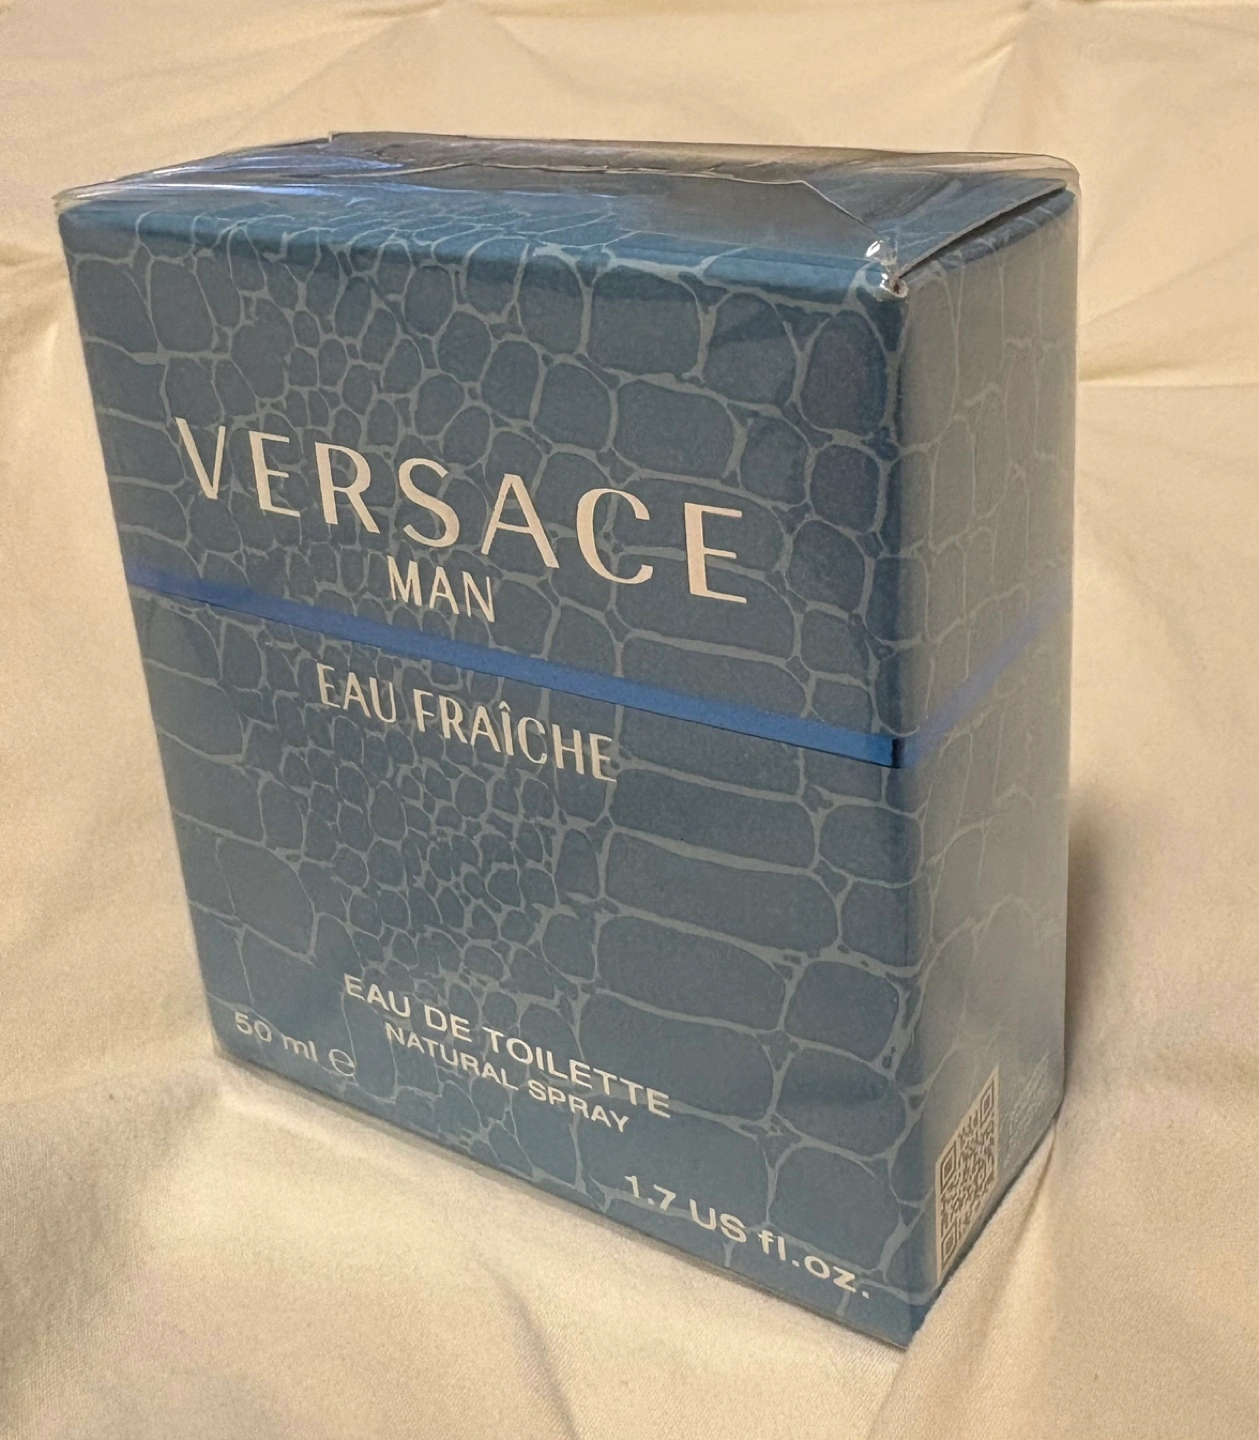 VERSACE
MAN
EAU FRAÎCHE
EAU DE TOILETTE
NATURAL SPRAY
50 ml ℮
1.7 US fl.oz.